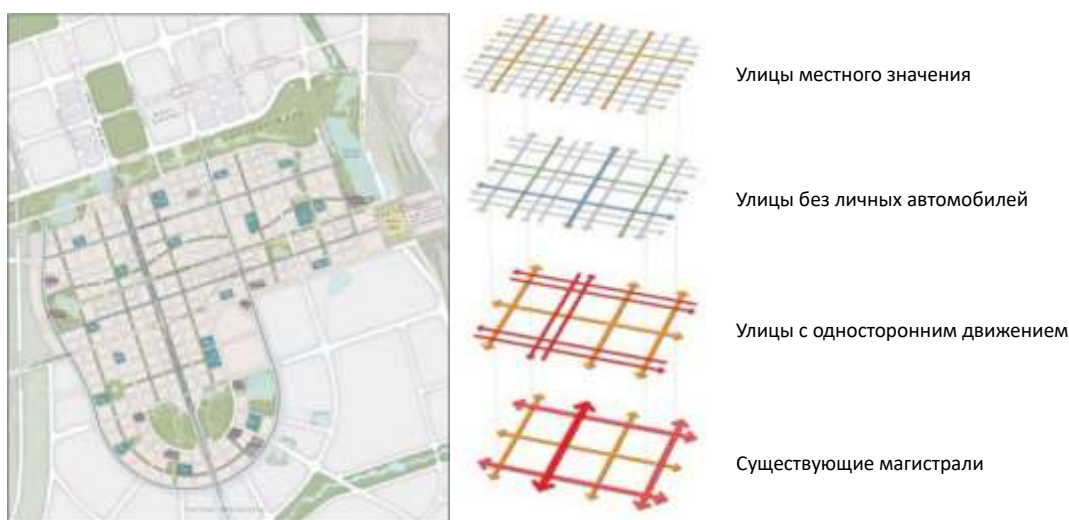 Улицы местного значения
Улицы без личных автомобилей
Улицы с односторонним движением
Существующие магистрали